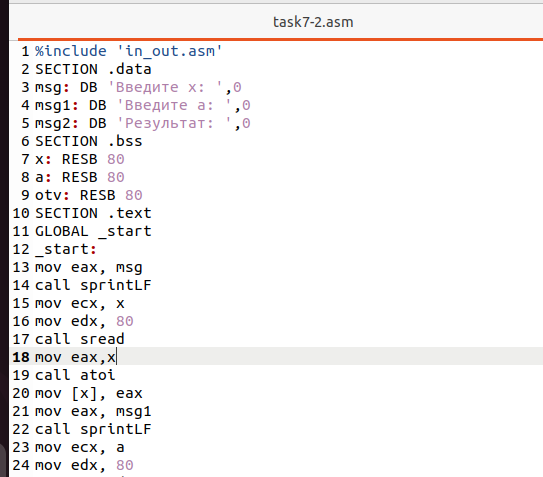 task7-2.asm
1 %include 'in_out.asm'
2 SECTION .data
3 msg: DB 'Введите x: ',0
4 msg1: DB 'Введите a: ',0
5 msg2: DB 'Результат: ',0
6 SECTION .bss
7 x: RESB 80
8 a: RESB 80
9 otv: RESB 80
10 SECTION .text
11 GLOBAL _start
12 _start:
13 mov eax, msg
14 call sprintLF
15 mov ecx, x
16 mov edx, 80
17 call sread
18 mov eax,x
19 call atoi
20 mov [x], eax
21 mov eax, msg1
22 call sprintLF
23 mov ecx, a
24 mov edx, 80